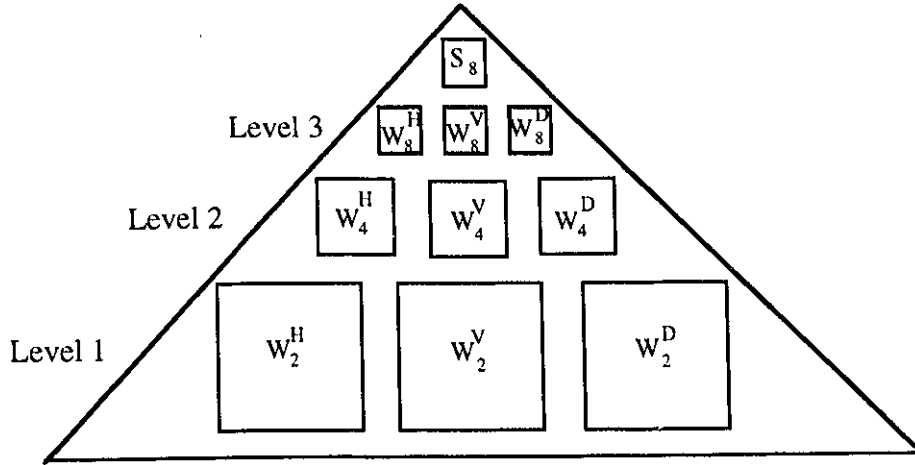 S₈
Level 3 W₈ᴴ W₈ⱽ W₈ᴰ
Level 2 W₄ᴴ W₄ⱽ W₄ᴰ
Level 1 W₂ᴴ W₂ⱽ W₂ᴰ